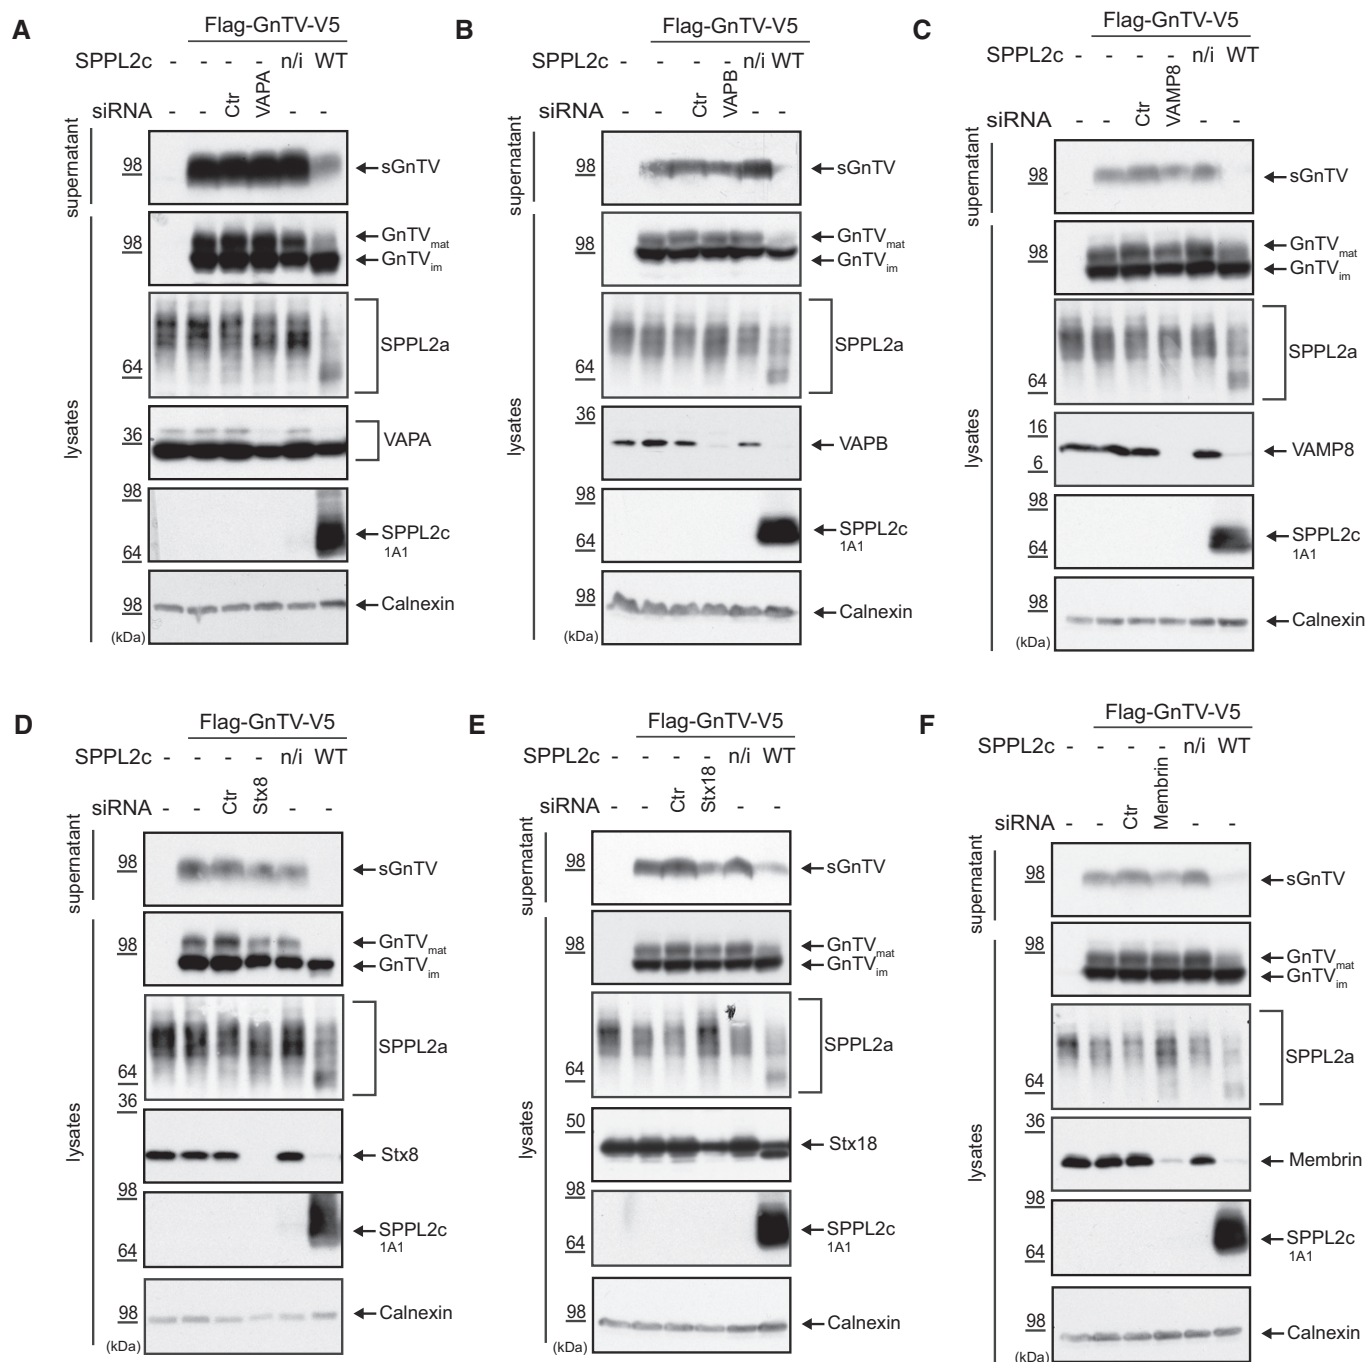 A
Flag-GnTV-V5
SPPL2c - - - - n/i WT
siRNA - - Ctr VAPA - -
supernatant
98
sGnTV
lysates
98
GnTVmat
GnTVim
SPPL2a
64
36
VAPA
98
SPPL2c
1A1
64
98
Calnexin
(kDa)
B
Flag-GnTV-V5
SPPL2c - - - - n/i WT
siRNA - - Ctr VAPB - -
supernatant
98
sGnTV
lysates
98
GnTVmat
GnTVim
SPPL2a
64
36
VAPB
98
SPPL2c
1A1
64
98
Calnexin
(kDa)
C
Flag-GnTV-V5
SPPL2c - - - - n/i WT
siRNA - - Ctr VAMP8 - -
supernatant
98
sGnTV
lysates
98
GnTVmat
GnTVim
SPPL2a
64
16
VAMP8
6
98
SPPL2c
1A1
64
98
Calnexin
(kDa)
D
Flag-GnTV-V5
SPPL2c - - - - n/i WT
siRNA - - Ctr Stx8 - -
supernatant
98
sGnTV
lysates
98
GnTVmat
GnTVim
SPPL2a
64
36
Stx8
98
SPPL2c
1A1
64
98
Calnexin
(kDa)
E
Flag-GnTV-V5
SPPL2c - - - - n/i WT
siRNA - - Ctr Stx18 - -
supernatant
98
sGnTV
lysates
98
GnTVmat
GnTVim
SPPL2a
64
50
Stx18
98
SPPL2c
1A1
64
98
Calnexin
(kDa)
F
Flag-GnTV-V5
SPPL2c - - - - n/i WT
siRNA - - Ctr Membrin - -
supernatant
98
sGnTV
lysates
98
GnTVmat
GnTVim
SPPL2a
64
36
Membrin
98
SPPL2c
1A1
64
98
Calnexin
(kDa)